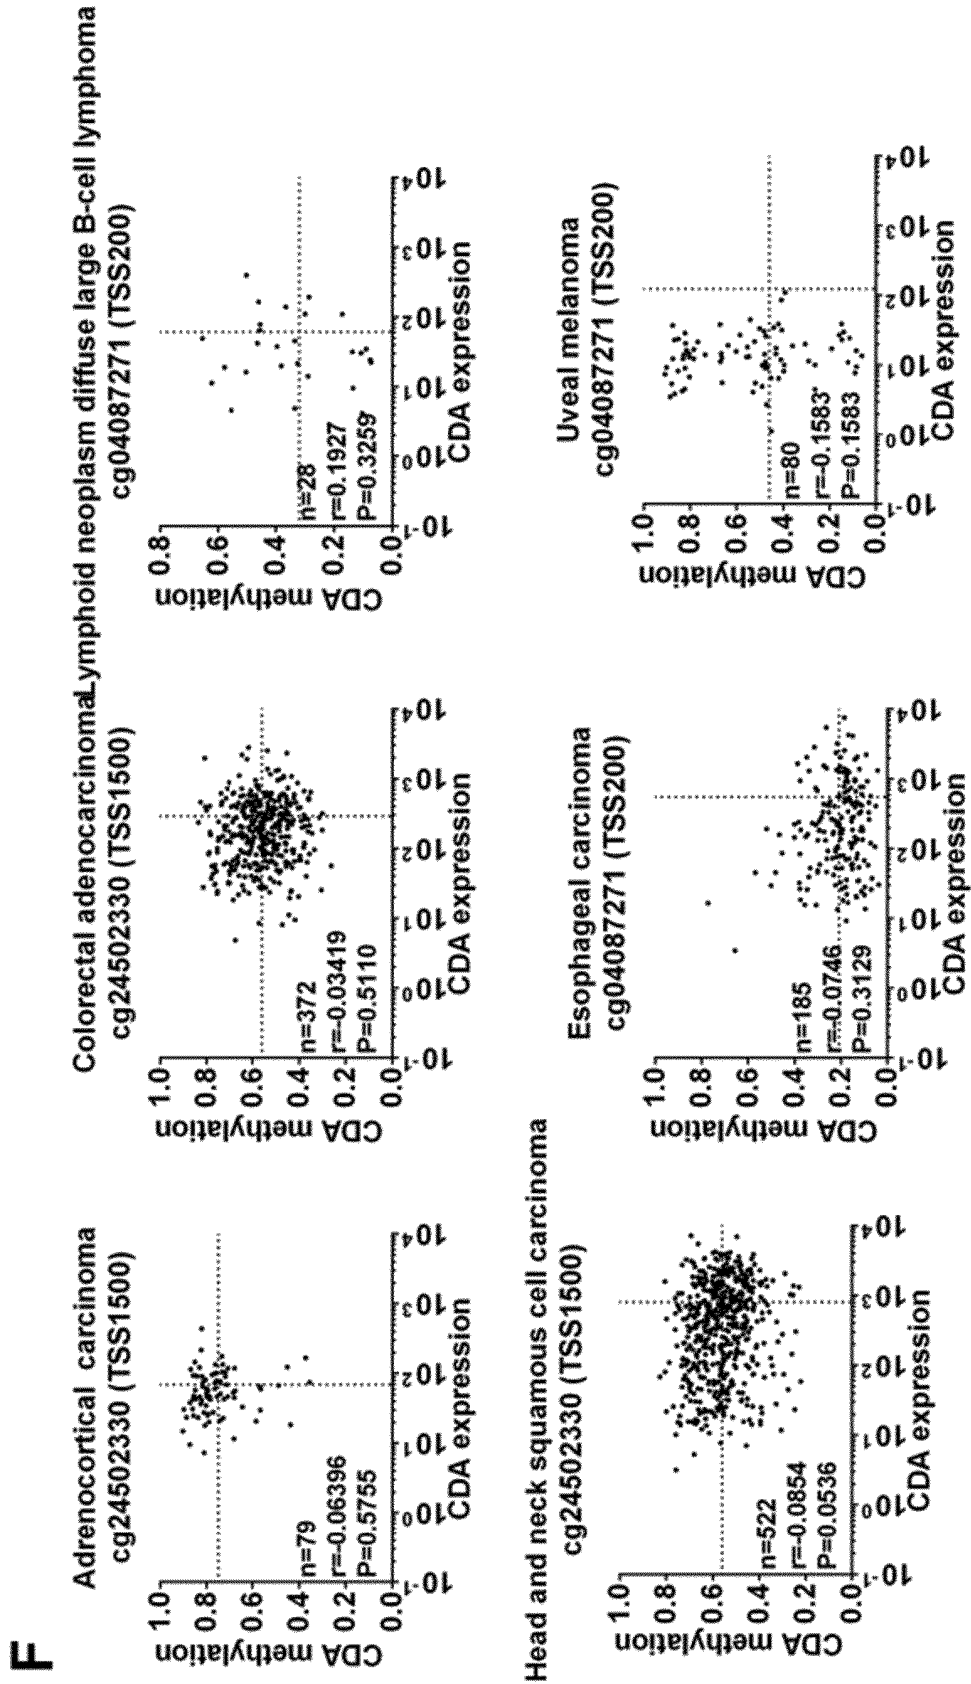 F
Adrenocortical carcinoma
cg24502330 (TSS1500)
CDA methylation
1.0
0.8
0.6
0.4
0.2
0.0
n=79
r=-0.06396
P=0.5755
10-1
100
101
102
103
104
CDA expression
Colorectal adenocarcinoma
cg24502330 (TSS1500)
CDA methylation
1.0
0.8
0.6
0.4
0.2
0.0
n=372
r=-0.03419
P=0.5110
10-1
100
101
102
103
104
CDA expression
Lymphoid neoplasm diffuse large B-cell lymphoma
cg04087271 (TSS200)
CDA methylation
0.8
0.6
0.4
0.2
0.0
n=28
r=0.1927
P=0.3259
10-1
100
101
102
103
104
CDA expression
Head and neck squamous cell carcinoma
cg24502330 (TSS1500)
CDA methylation
1.0
0.8
0.6
0.4
0.2
0.0
n=522
r=-0.0854
P=0.0536
10-1
100
101
102
103
104
CDA expression
Esophageal carcinoma
cg04087271 (TSS200)
CDA methylation
1.0
0.8
0.6
0.4
0.2
0.0
n=185
r=-0.0746
P=0.3129
10-1
100
101
102
103
104
CDA expression
Uveal melanoma
cg04087271 (TSS200)
CDA methylation
1.0
0.8
0.6
0.4
0.2
0.0
n=80
r=-0.1583
P=0.1583
10-1
100
101
102
103
104
CDA expression